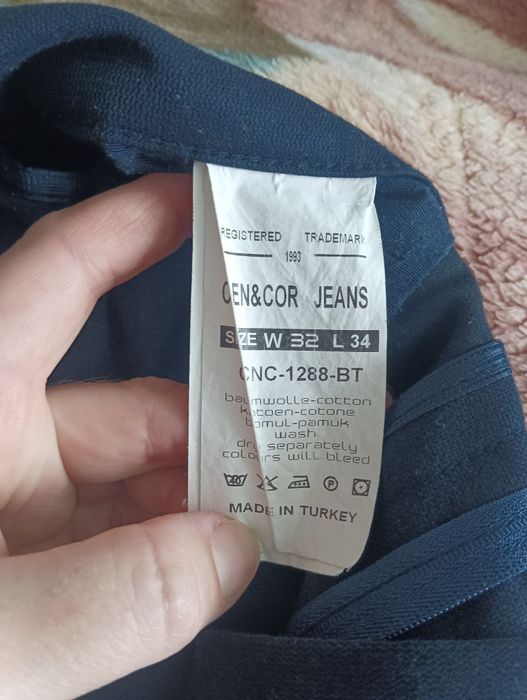 REGISTERED TRADEMARK
1993
CEN&COR JEANS
SIZE W 32 L 34
CNC-1288-BT
baumwolle-cotton
katoen-cotone
bomul-pamuk
wash
dry separately
colours will bleed
P
MADE IN TURKEY